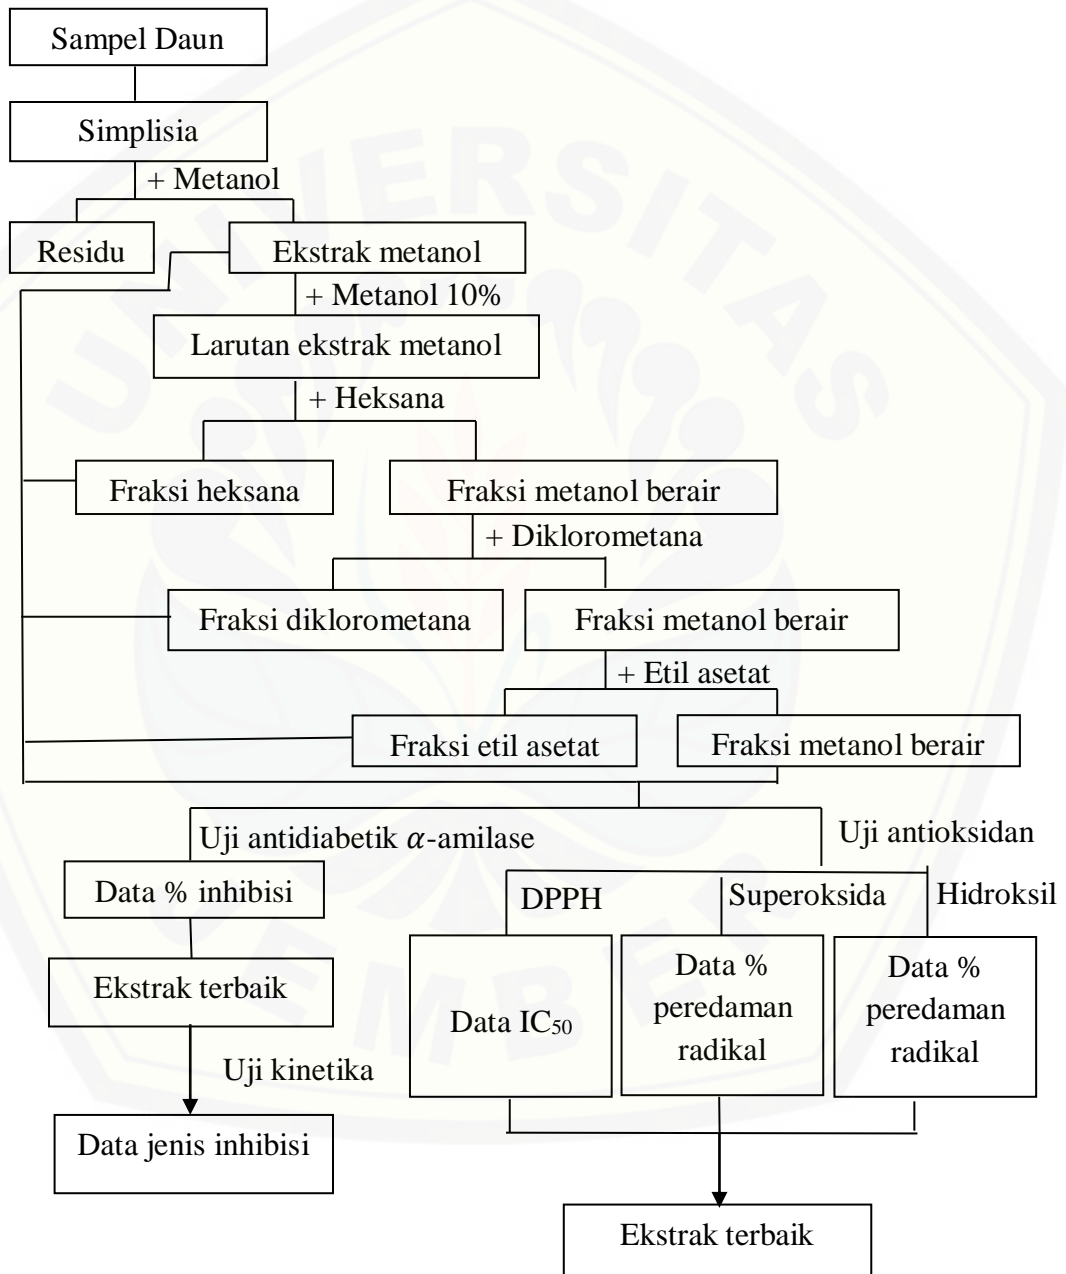 Sampel Daun
Simplisia
+ Metanol
Residu
Ekstrak metanol
+ Metanol 10%
Larutan ekstrak metanol
+ Heksana
Fraksi heksana
Fraksi metanol berair
+ Diklorometana
Fraksi diklorometana
Fraksi metanol berair
+ Etil asetat
Fraksi etil asetat
Fraksi metanol berair
Uji antidiabetik α-amilase
Uji antioksidan
Data % inhibisi
DPPH
Superoksida
Hidroksil
Ekstrak terbaik
Data IC₅₀
Data %
peredaman
radikal
Data %
peredaman
radikal
Uji kinetika
Data jenis inhibisi
Ekstrak terbaik
UNIVERSITAS
JEMBER